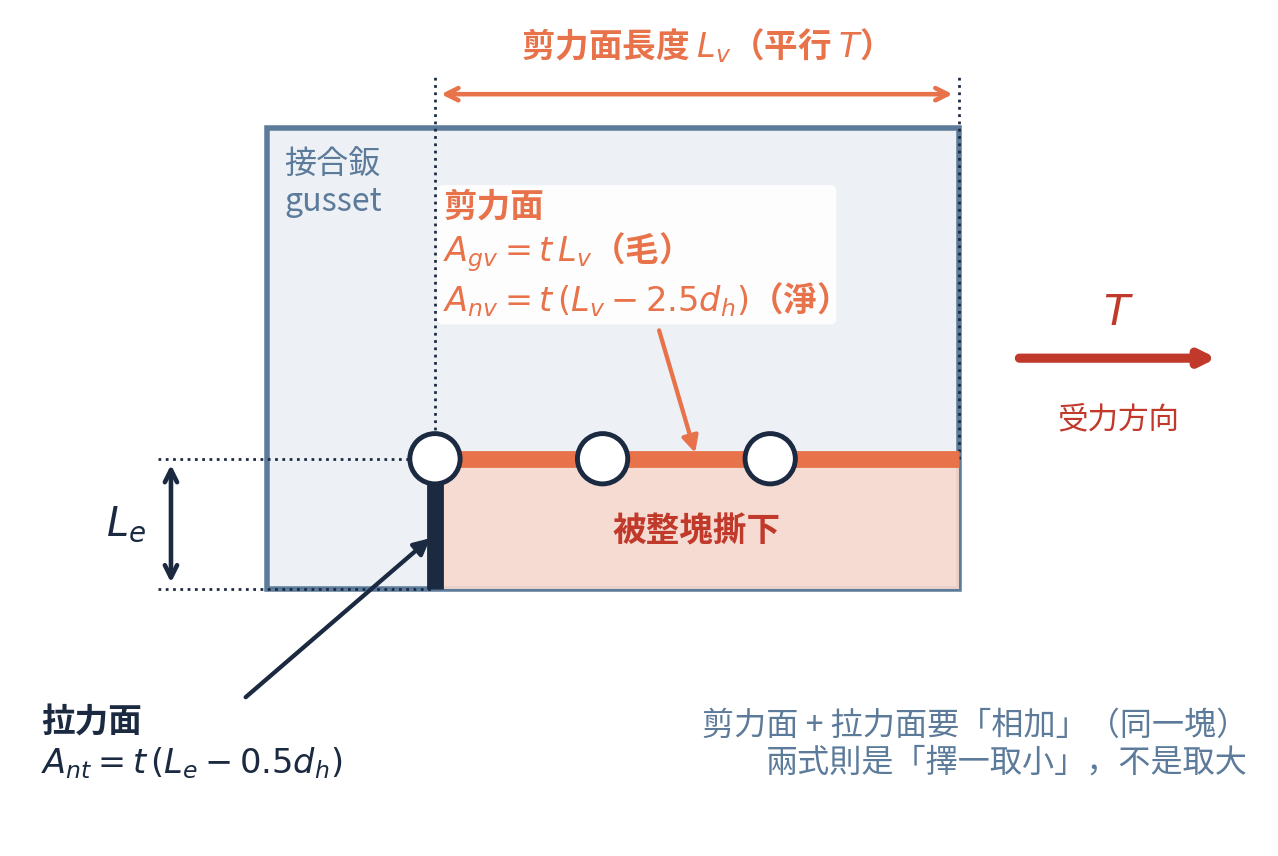 剪力面長度 Lv（平行 T）
接合鈑
gusset
剪力面
Agv = t Lv（毛）
Anv = t (Lv − 2.5dh)（淨）
T
受力方向
Le
被整塊撕下
拉力面
Ant = t (Le − 0.5dh)
剪力面 + 拉力面要「相加」（同一塊）
兩式則是「擇一取小」，不是取大